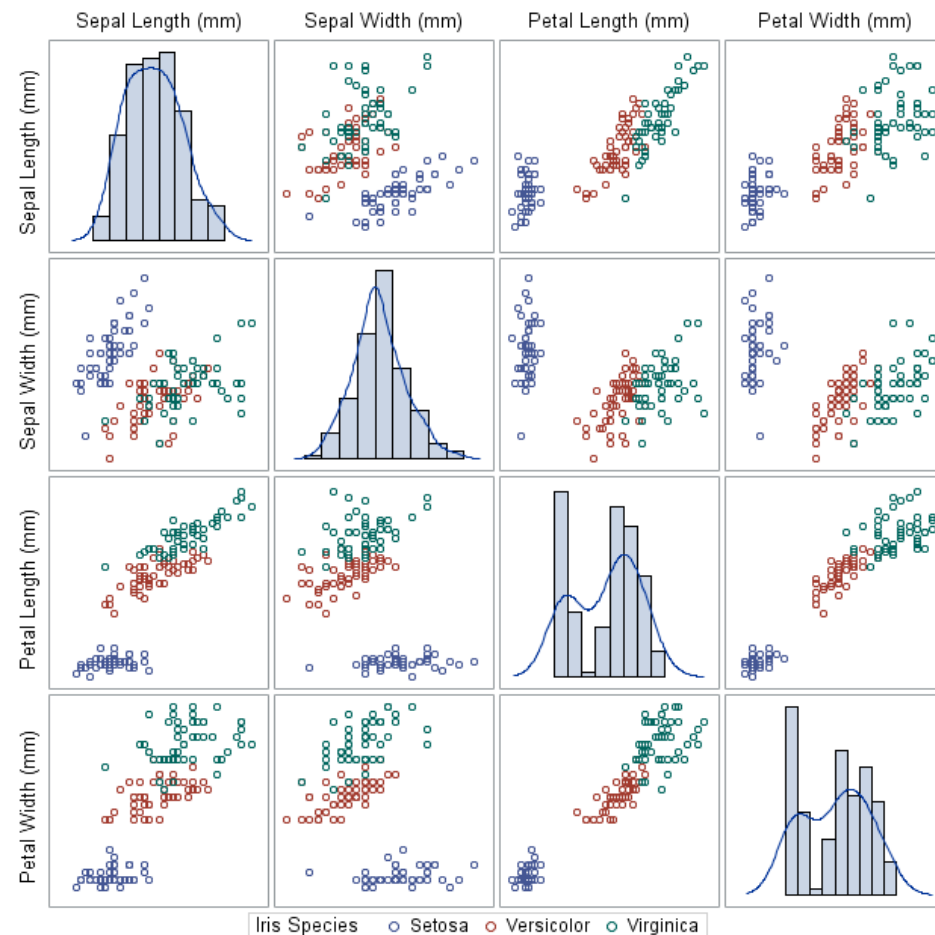 Sepal Length (mm) Sepal Width (mm) Petal Length (mm) Petal Width (mm)
Sepal Length (mm)
Sepal Width (mm)
Petal Length (mm)
Petal Width (mm)
Iris Species Setosa Versicolor Virginica